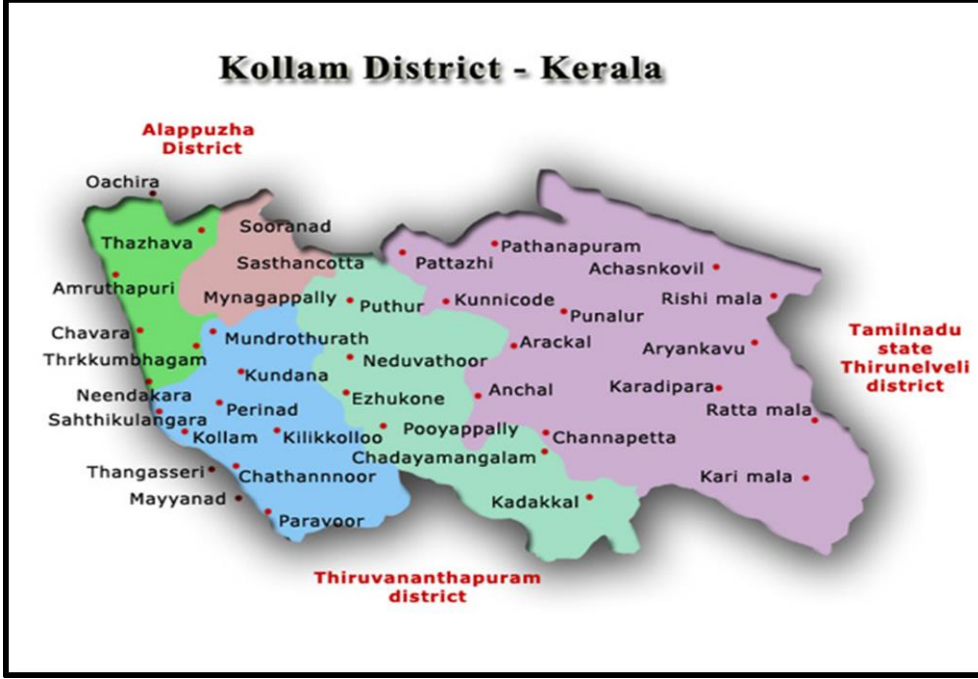 Kollam District - Kerala
Alappuzha
District
Oachira
Sooranad
Thazhava
Pathanapuram
Pattazhi
Sasthancotta
Achasnkovil
Amruthapuri
Mynagappally
Puthur
Kunnicode
Rishi mala
Punalur
Chavara
Mundrothurath
Arackal
Aryankavu
Tamilnadu
state
Thirunelveli
district
Thrkkumbhagam
Neduvathoor
Kundana
Anchal
Karadipara
Neendakara
Ezhukone
Ratta mala
Perinad
Sahthikulangara
Kollam
Kilikkolloo
Pooyappally
Channapetta
Chadayamangalam
Thangasseri
Chathannnoor
Kari mala
Mayyanad
Kadakkal
Paravoor
Thiruvananthapuram
district